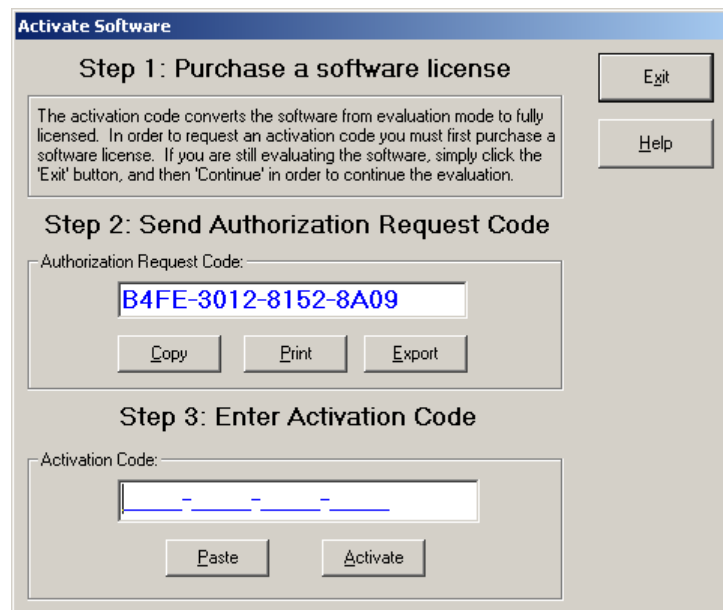 Activate Software
Step 1: Purchase a software license
Exit
The activation code converts the software from evaluation mode to fully
licensed. In order to request an activation code you must first purchase a
software license. If you are still evaluating the software, simply click the
'Exit' button, and then 'Continue' in order to continue the evaluation.
Help
Step 2: Send Authorization Request Code
Authorization Request Code:
B4FE-3012-8152-8A09
Copy Print Export
Step 3: Enter Activation Code
Activation Code:
____-____-____-____
Paste Activate